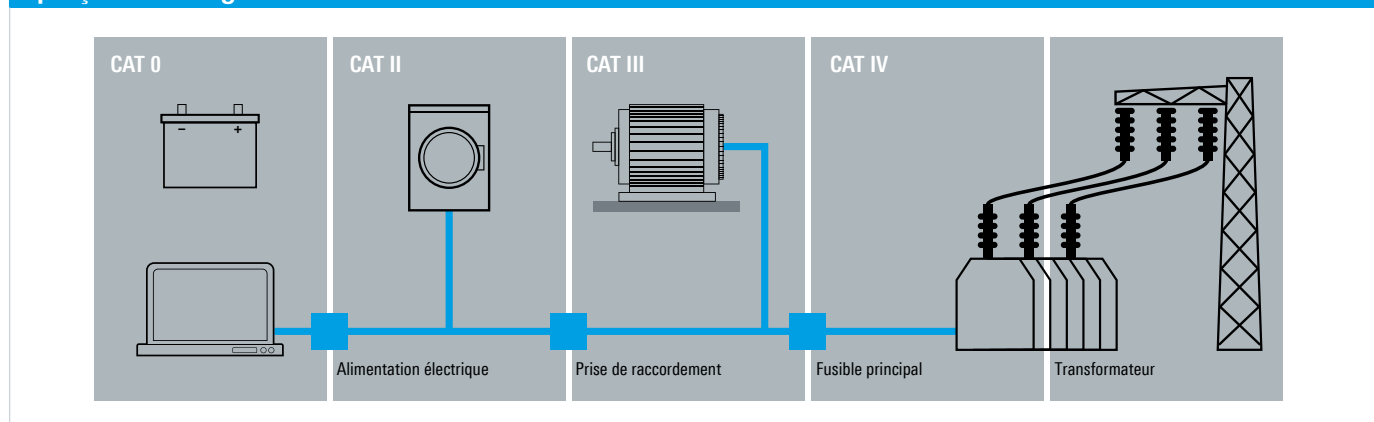 CAT 0
CAT II
CAT III
CAT IV
- +
Alimentation électrique
Prise de raccordement
Fusible principal
Transformateur